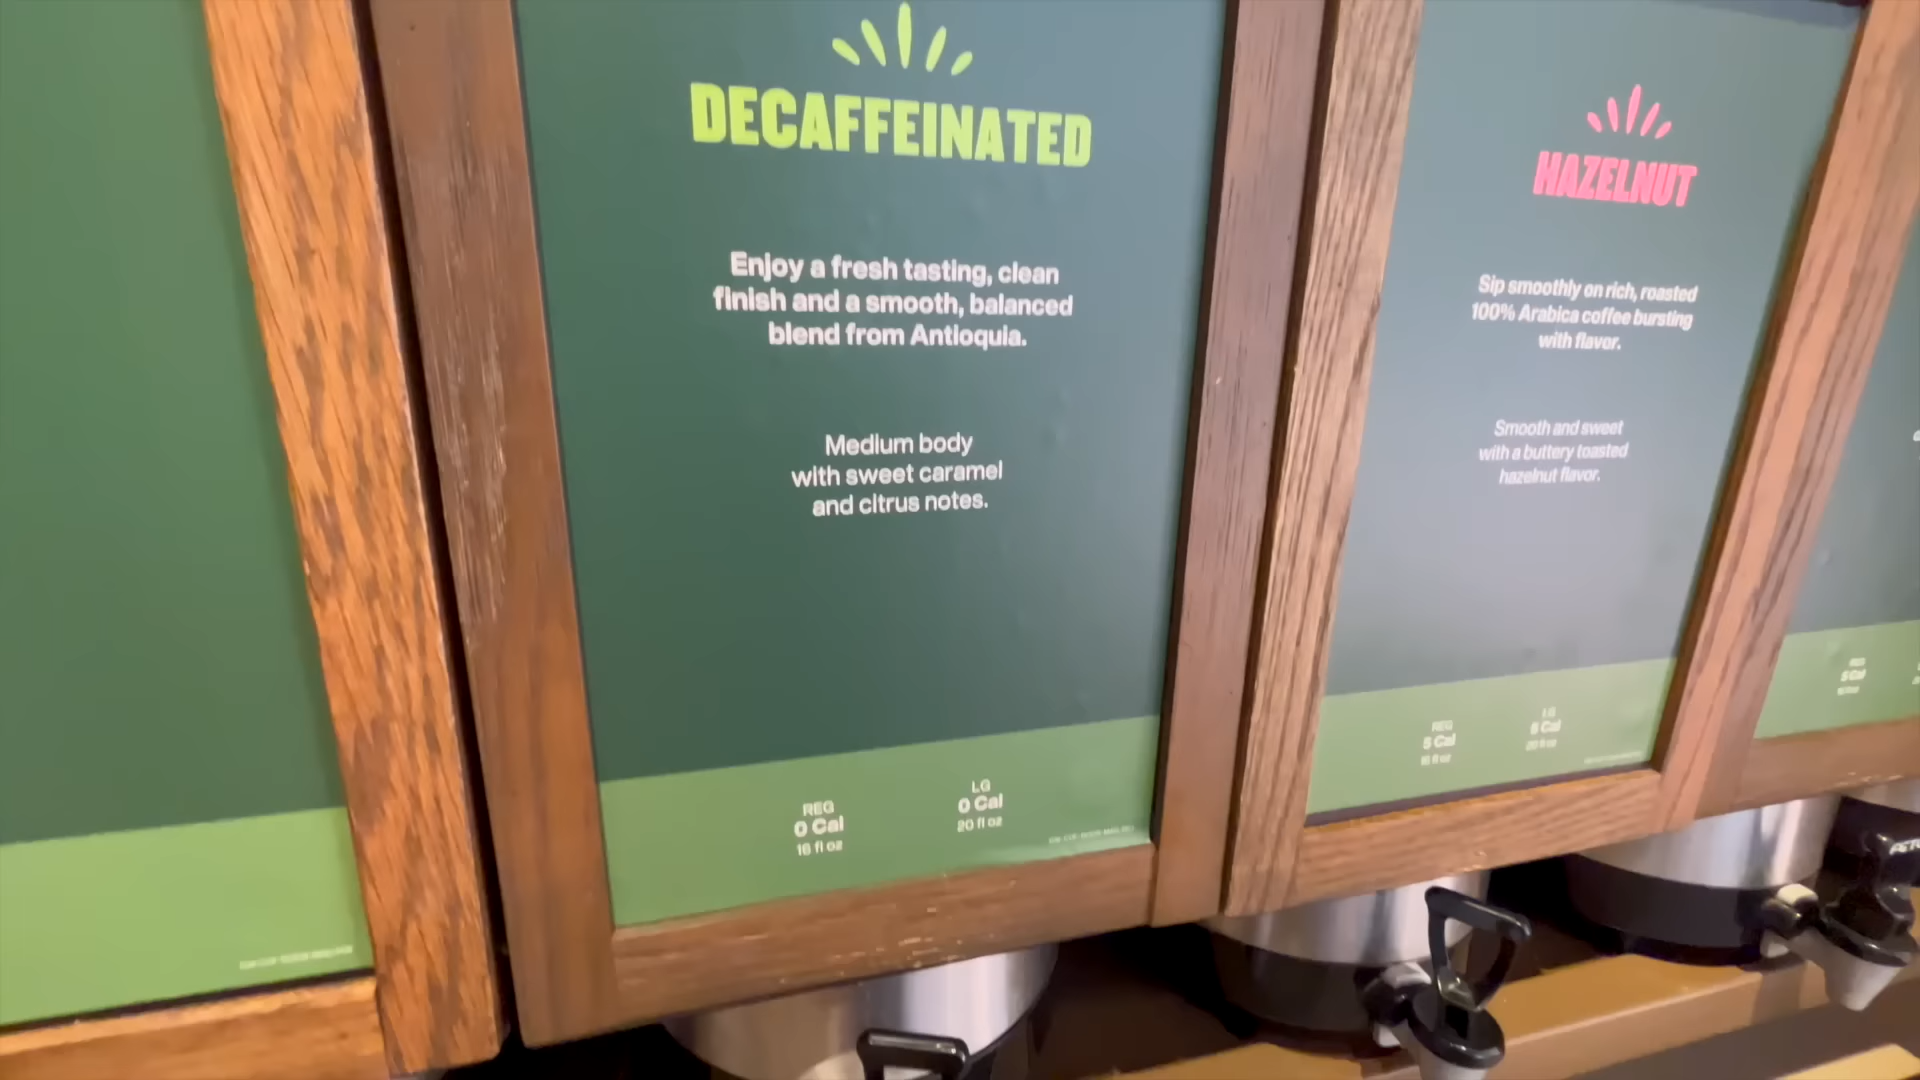 DECAFFEINATED
Enjoy a fresh tasting, clean
finish and a smooth, balanced
blend from Antioquia.
Medium body
with sweet caramel
and citrus notes.
REG
0 Cal
16 fl oz
LG
0 Cal
20 fl oz
HAZELNUT
Sip smoothly on rich, roasted
100% Arabica coffee bursting
with flavor.
Smooth and sweet
with a buttery toasted
hazelnut flavor.
REG
5 Cal
16 fl oz
LG
5 Cal
20 fl oz
REG
5 Cal